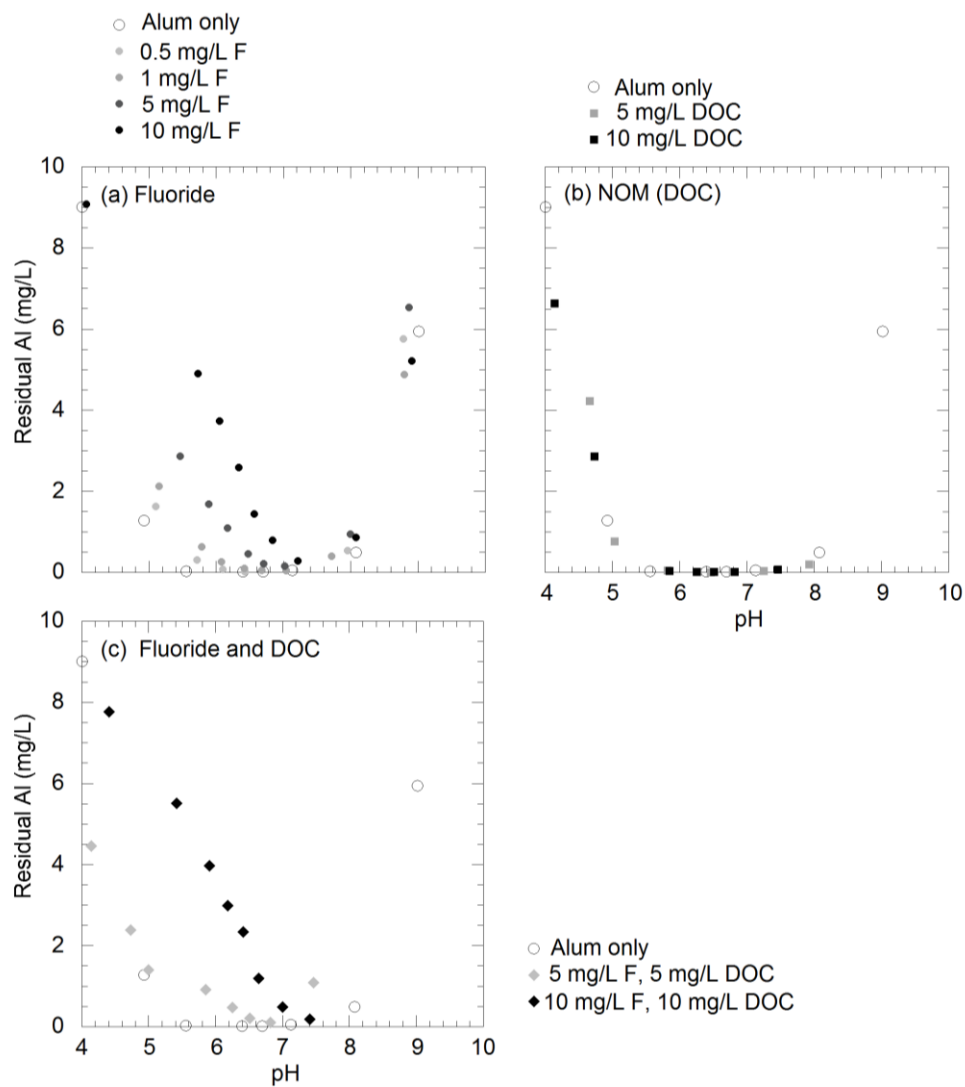 Alum only
0.5 mg/L F
1 mg/L F
5 mg/L F
10 mg/L F
Alum only
5 mg/L DOC
10 mg/L DOC
(a) Fluoride
10
8
6
4
2
0
Residual Al (mg/L)
(b) NOM (DOC)
4 5 6 7 8 9 10
pH
(c) Fluoride and DOC
10
8
6
4
2
0
Residual Al (mg/L)
4 5 6 7 8 9 10
pH
Alum only
5 mg/L F, 5 mg/L DOC
10 mg/L F, 10 mg/L DOC